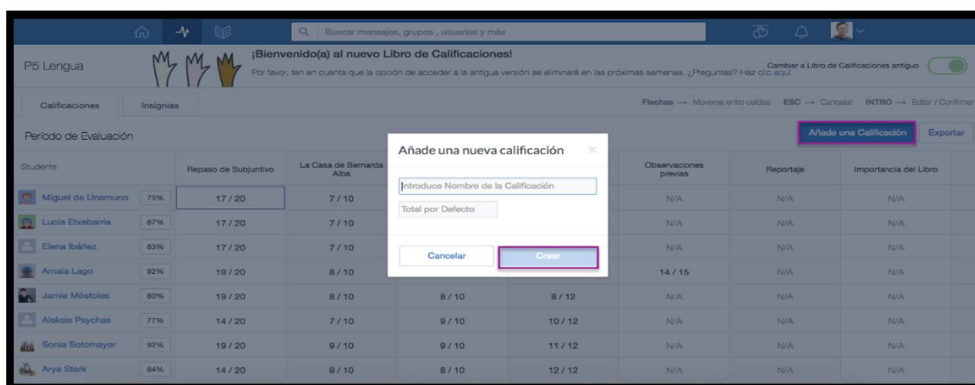 Buscar mensajes, grupos , usuarios y más
P5 Lengua
¡Bienvenido(a) al nuevo Libro de Calificaciones!
Por favor, ten en cuenta que la opción de acceder a la antigua versión se eliminará en las próximas semanas. ¿Preguntas? Haz clic aquí.
Cambiar a Libro de Calificaciones antiguo
Calificaciones Insignias
Flechas → Moverse entre celdas ESC → Cancelar INTRO → Editar / Confirmar
Período de Evaluación
Añade una Calificación Exportar
Añade una nueva calificación ×
Introduce Nombre de la Calificación
Total por Defecto
Cancelar Crear
Students Repaso de Subjuntivo La Casa de Bernarda Alba Observaciones previas Reportaje Importancia del Libro
Miguel de Unamuno 75% 17 / 20 7 / 10 N/A N/A N/A
Lucia Etxebarria 87% 17 / 20 7 / 10 N/A N/A N/A
Elena Ibáñez 83% 17 / 20 7 / 10 N/A N/A N/A
Amaia Lago 92% 19 / 20 8 / 10 14 / 15 N/A N/A
Jamie Móstoles 80% 19 / 20 8 / 10 8 / 10 8 / 12 N/A N/A N/A
Aleksis Psychas 77% 14 / 20 7 / 10 9 / 10 10 / 12 N/A N/A N/A
Sonia Sotomayor 92% 19 / 20 9 / 10 9 / 10 11 / 12 N/A N/A N/A
Arya Stark 84% 14 / 20 9 / 10 8 / 10 12 / 12 N/A N/A N/A